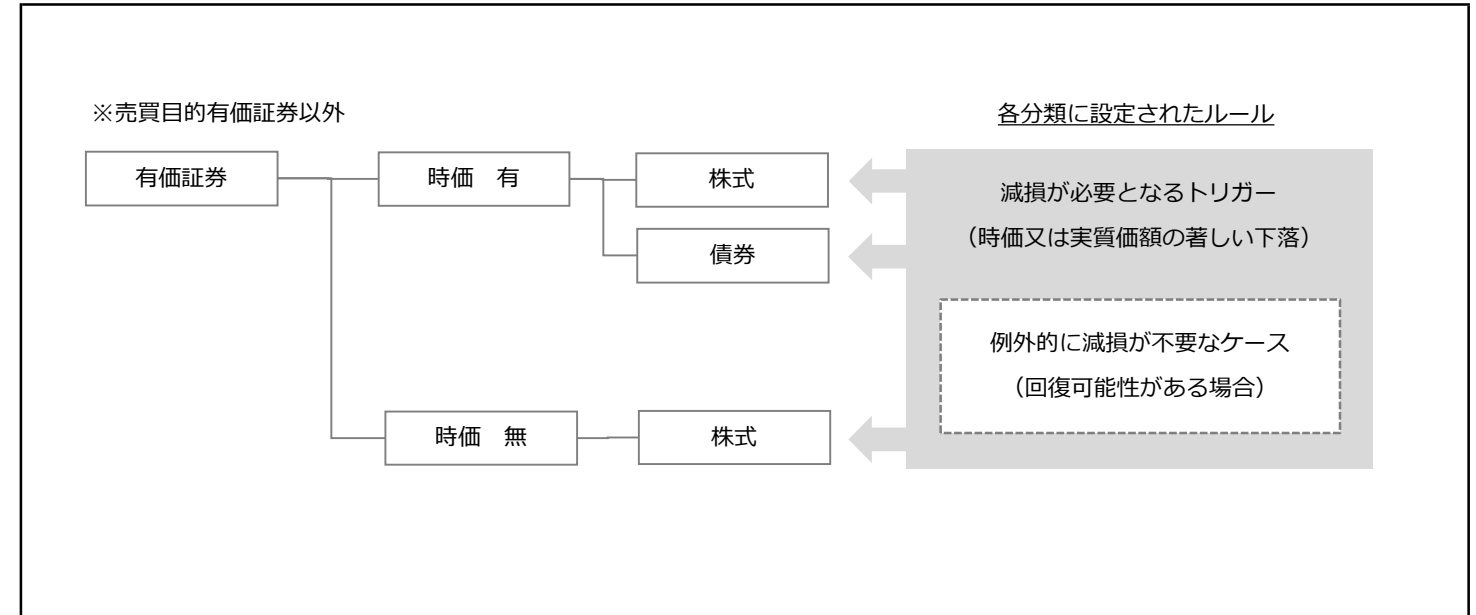 ※売買目的有価証券以外
各分類に設定されたルール
有価証券
時価　有
株式
債券
時価　無
株式
減損が必要となるトリガー
（時価又は実質価額の著しい下落）
例外的に減損が不要なケース
（回復可能性がある場合）